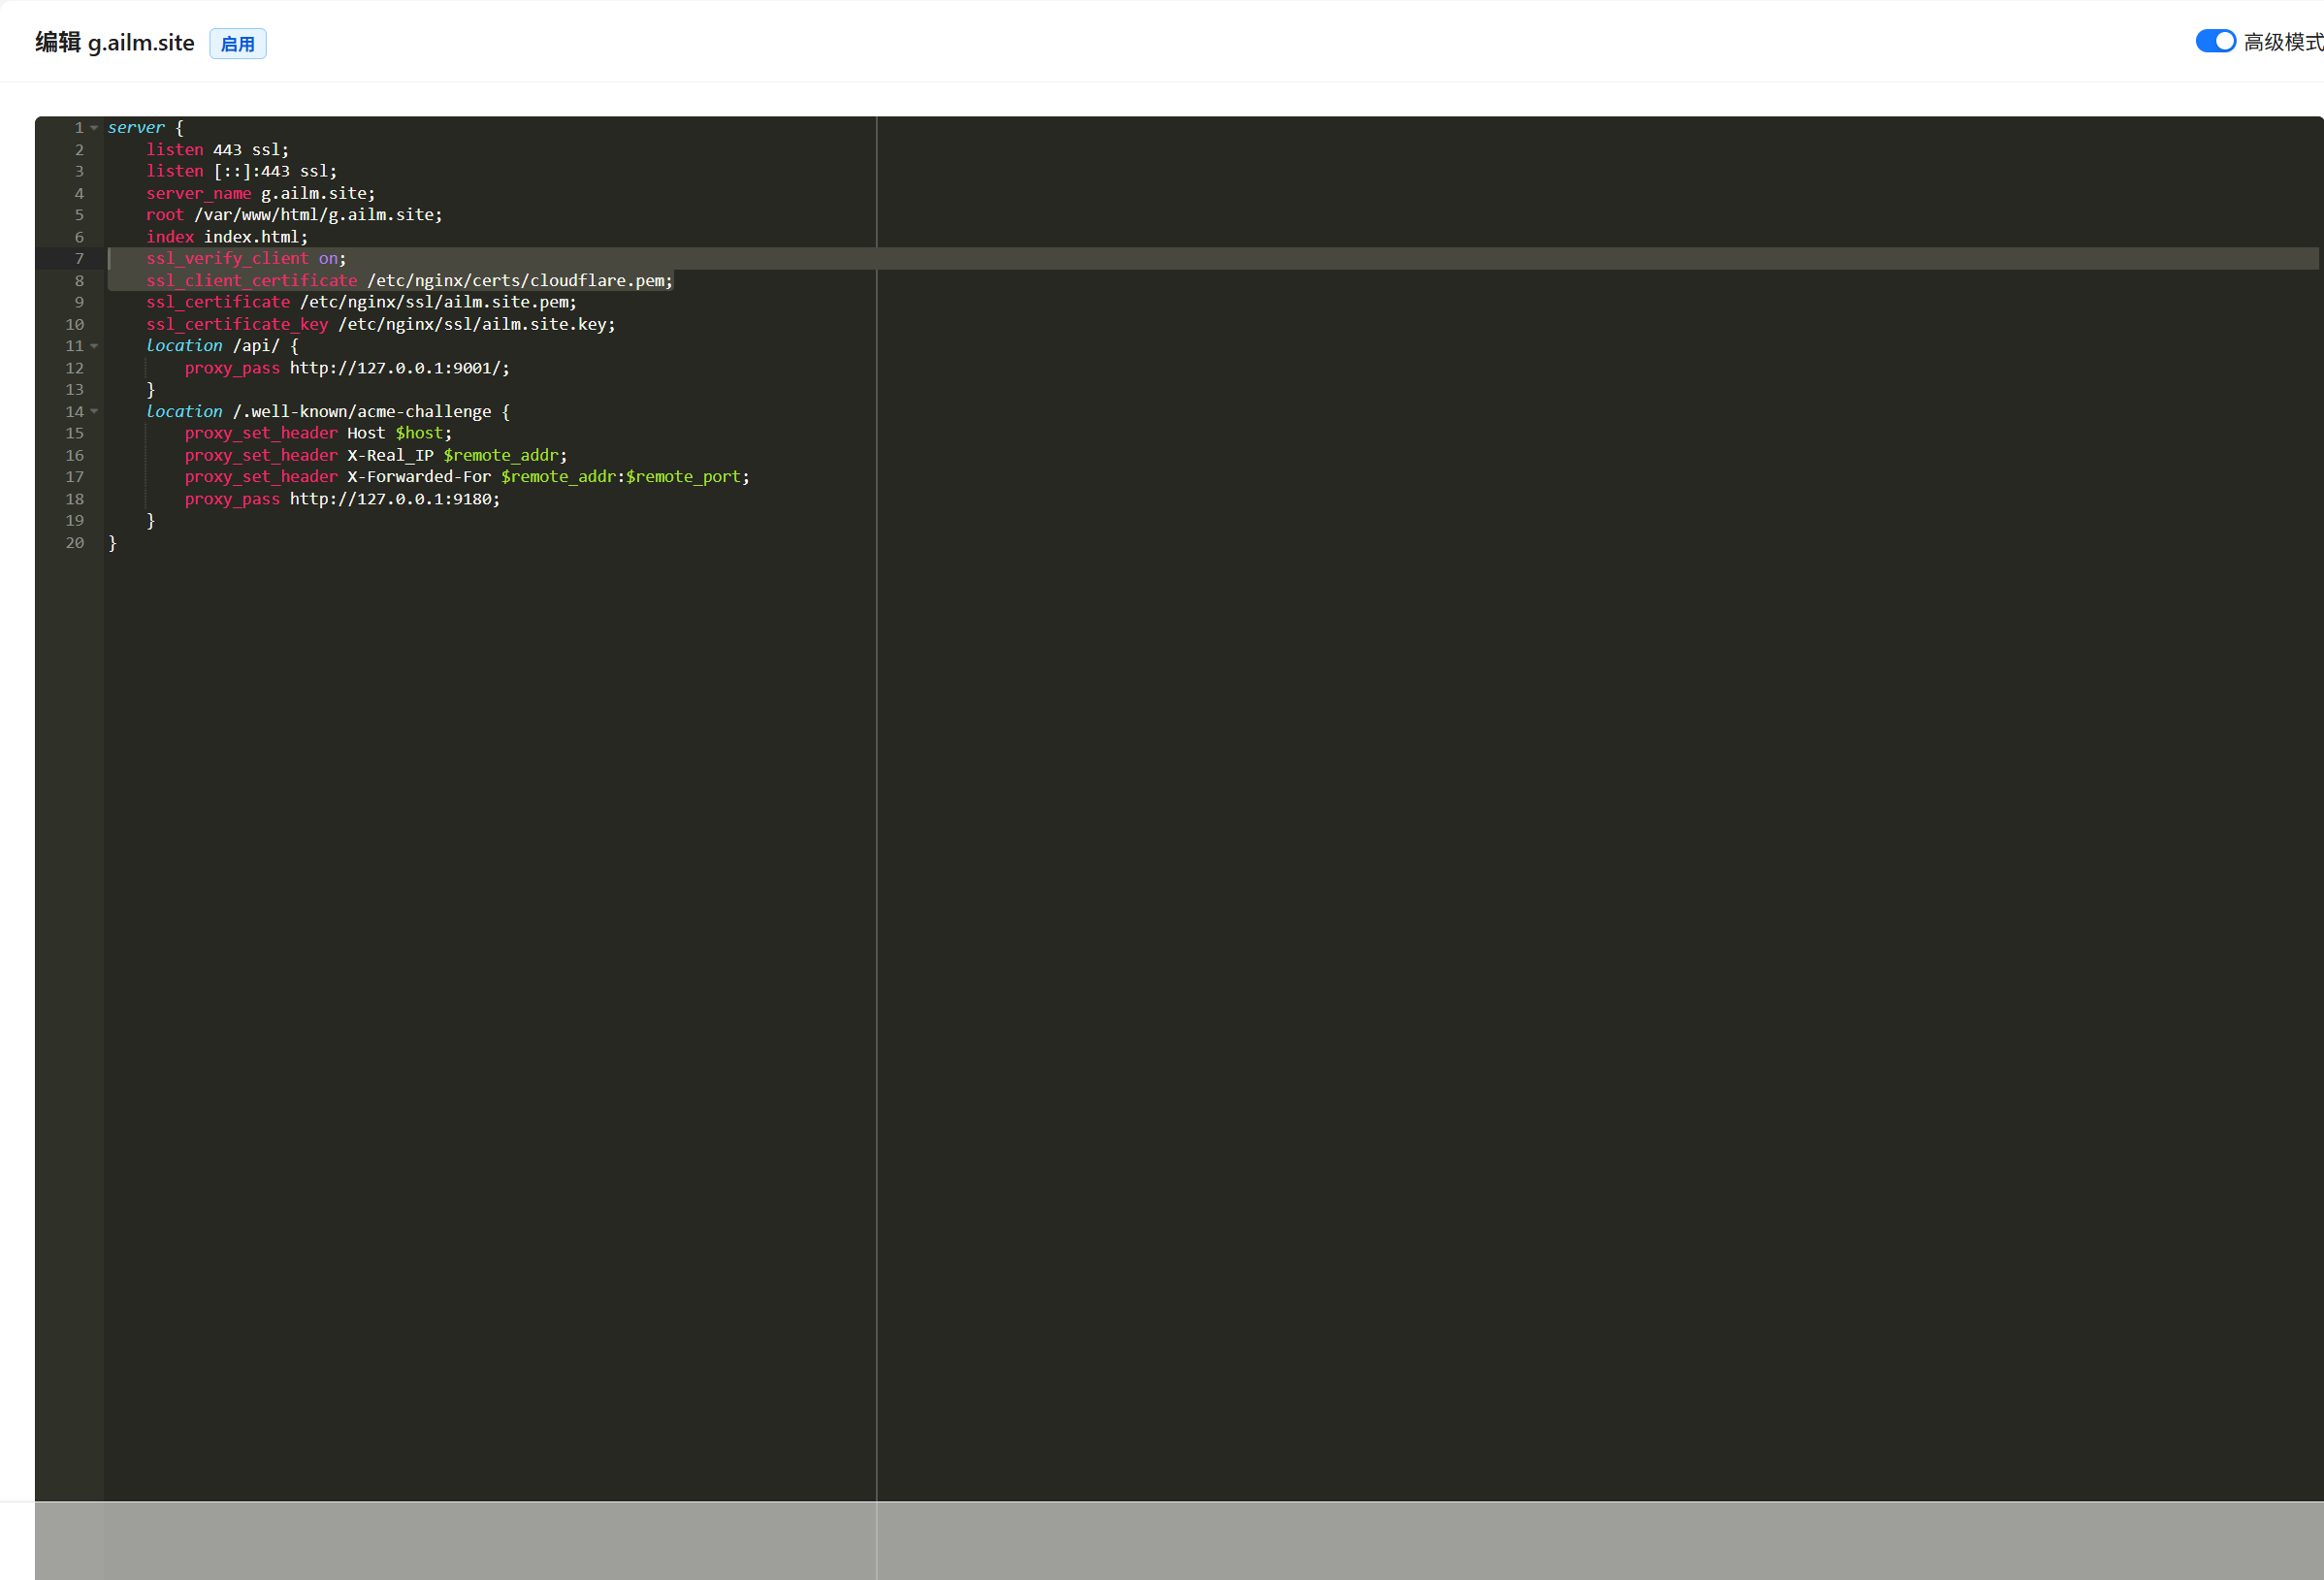 编辑 g.ailm.site 启用 高级模式
1 server {
2     listen 443 ssl;
3     listen [::]:443 ssl;
4     server_name g.ailm.site;
5     root /var/www/html/g.ailm.site;
6     index index.html;
7     ssl_verify_client on;
8     ssl_client_certificate /etc/nginx/certs/cloudflare.pem;
9     ssl_certificate /etc/nginx/ssl/ailm.site.pem;
10     ssl_certificate_key /etc/nginx/ssl/ailm.site.key;
11     location /api/ {
12         proxy_pass http://127.0.0.1:9001/;
13     }
14     location /.well-known/acme-challenge {
15         proxy_set_header Host $host;
16         proxy_set_header X-Real_IP $remote_addr;
17         proxy_set_header X-Forwarded-For $remote_addr:$remote_port;
18         proxy_pass http://127.0.0.1:9180;
19     }
20 }